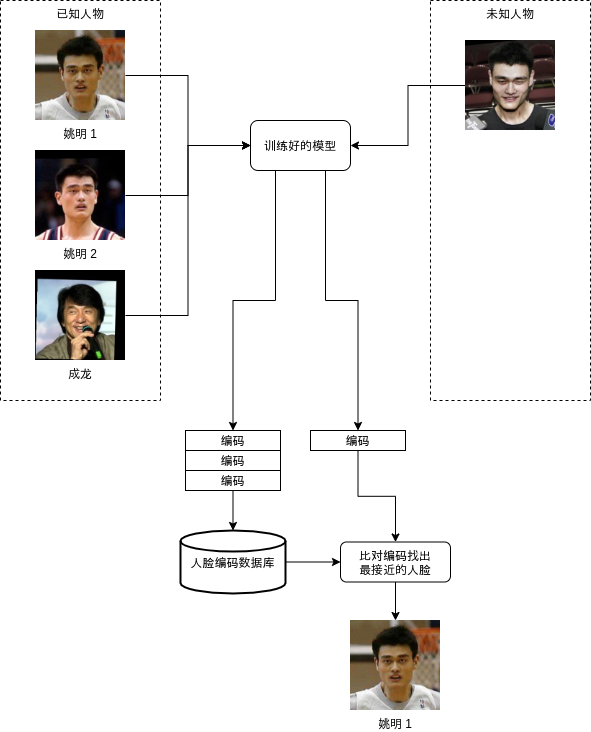 已知人物
未知人物
姚明 1
训练好的模型
姚明 2
成龙
编码
编码
编码
编码
人脸编码数据库
比对编码找出
最接近的人脸
姚明 1